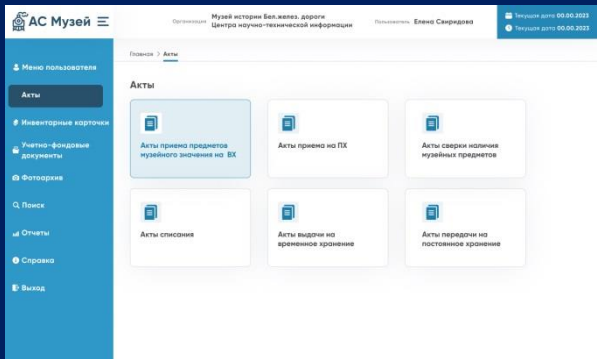 АС Музей
Организация
Музей истории Бел.желез. дороги
Центра научно-технической информации
Пользователь
Елена Свиридова
Текущая дата 00.00.2023
Текущая дата 00.00.2023
Меню пользователя
Акты
Инвентарные карточки
Учетно-фондовые
документы
Фотоархив
Поиск
Отчеты
Справка
Выход
Главная > Акты
Акты
Акты приема предметов
музейного значения на ВХ
Акты приема на ПХ
Акты сверки наличия
музейных предметов
Акты списания
Акты выдачи на
временное хранение
Акты передачи на
постоянное хранение